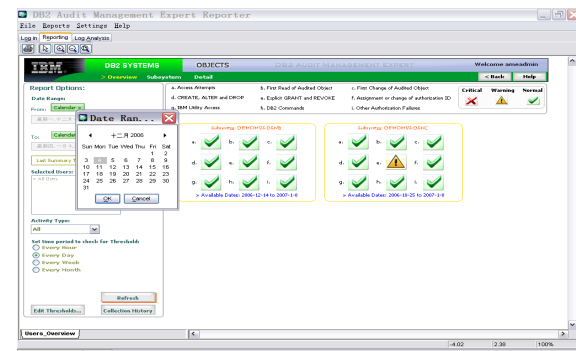 DB2 Audit Management Expert Reporter
File Reports Settings Help
Log in Reporting Log Analysis
IBM DB2 SYSTEMS OBJECTS DB2 AUDIT MANAGEMENT EXPERT Welcome ameadmin
> Overview Subsystem Detail < Back Help
Report Options:
Date Range:
From: Calendar
To: Calendar
Last Summary
Selected Users:
< All Users
Activity Type:
All
Set time period to check for Threshold:
Every Hour
Every Day
Every Week
Every Month
Refresh
Edit Thresholds... Collection History
a. Access Attempts b. First Read of Audited Object c. First Change of Audited Object
d. CREATE, ALTER and DROP e. Explicit GRANT and REVOKE f. Assignment or change of authorization ID
g. IBM Utility Access h. DB2 Commands i. Other Authorization Failures
Critical Warning Normal
Date Ran...
十二月 2006
Sun Mon Tue Wed Thu Fri Sat
1 2
3 4 5 6 7 8 9
10 11 12 13 14 15 16
17 18 19 20 21 22 23
24 25 26 27 28 29 30
31
OK Cancel
a. b. c.
d. e. f.
g. h. i.
> Available Dates: 2006-12-14 to 2007-1-8
a. b. c.
d. e. f.
g. h. i.
> Available Dates: 2006-10-25 to 2007-1-8
Users_Overview
-4.02 2.38 100%